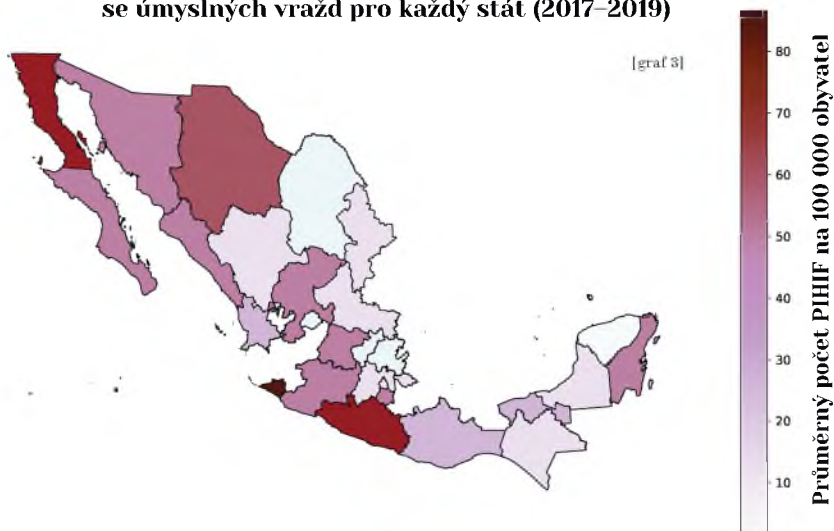 se úmyslných vražd pro každý stát (2017–2019)
[graf 3]
80
70
60
50
40
30
20
10
Průměrný počet PIHIF na 100 000 obyvatel